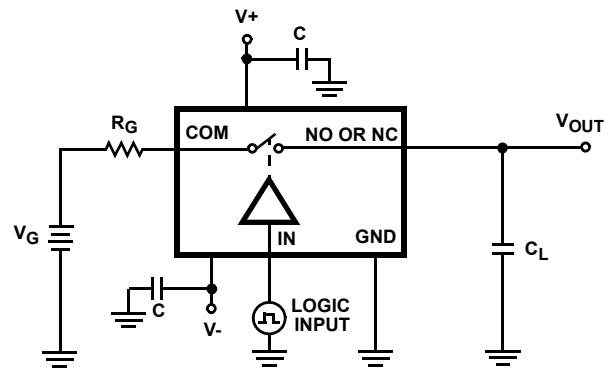 V+
C
RG
COM
NO OR NC
VOUT
VG
IN
GND
CL
C
V-
LOGIC
INPUT